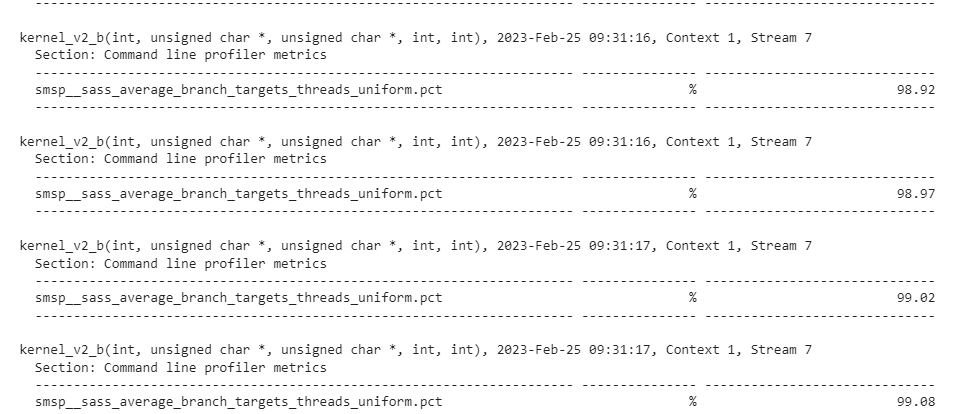 ---------------------------------------------------------------------- --------------- ------------------------------
kernel_v2_b(int, unsigned char *, unsigned char *, int, int), 2023-Feb-25 09:31:16, Context 1, Stream 7
Section: Command line profiler metrics
---------------------------------------------------------------------- --------------- ------------------------------
smsp__sass_average_branch_targets_threads_uniform.pct % 98.92
---------------------------------------------------------------------- --------------- ------------------------------
kernel_v2_b(int, unsigned char *, unsigned char *, int, int), 2023-Feb-25 09:31:16, Context 1, Stream 7
Section: Command line profiler metrics
---------------------------------------------------------------------- --------------- ------------------------------
smsp__sass_average_branch_targets_threads_uniform.pct % 98.97
---------------------------------------------------------------------- --------------- ------------------------------
kernel_v2_b(int, unsigned char *, unsigned char *, int, int), 2023-Feb-25 09:31:17, Context 1, Stream 7
Section: Command line profiler metrics
---------------------------------------------------------------------- --------------- ------------------------------
smsp__sass_average_branch_targets_threads_uniform.pct % 99.02
---------------------------------------------------------------------- --------------- ------------------------------
kernel_v2_b(int, unsigned char *, unsigned char *, int, int), 2023-Feb-25 09:31:17, Context 1, Stream 7
Section: Command line profiler metrics
---------------------------------------------------------------------- --------------- ------------------------------
smsp__sass_average_branch_targets_threads_uniform.pct % 99.08